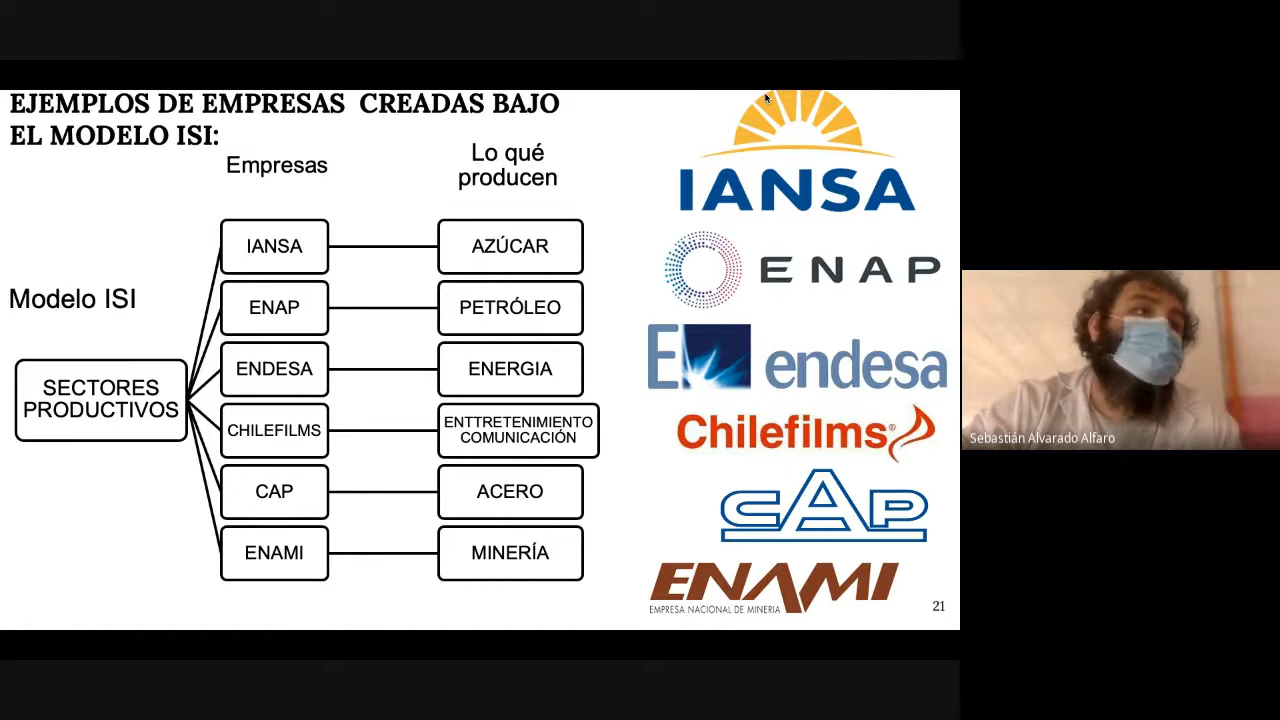 EJEMPLOS DE EMPRESAS CREADAS BAJO
EL MODELO ISI:
Empresas
Lo qué
producen
Modelo ISI
SECTORES
PRODUCTIVOS
IANSA
AZÚCAR
ENAP
PETRÓLEO
ENDESA
ENERGIA
CHILEFILMS
ENTTRETENIMIENTO
COMUNICACIÓN
CAP
ACERO
ENAMI
MINERÍA
IANSA
ENAP
E endesa
Chilefilms®
CAP
ENAMI
EMPRESA NACIONAL DE MINERIA
21
Sebastián Alvarado Alfaro